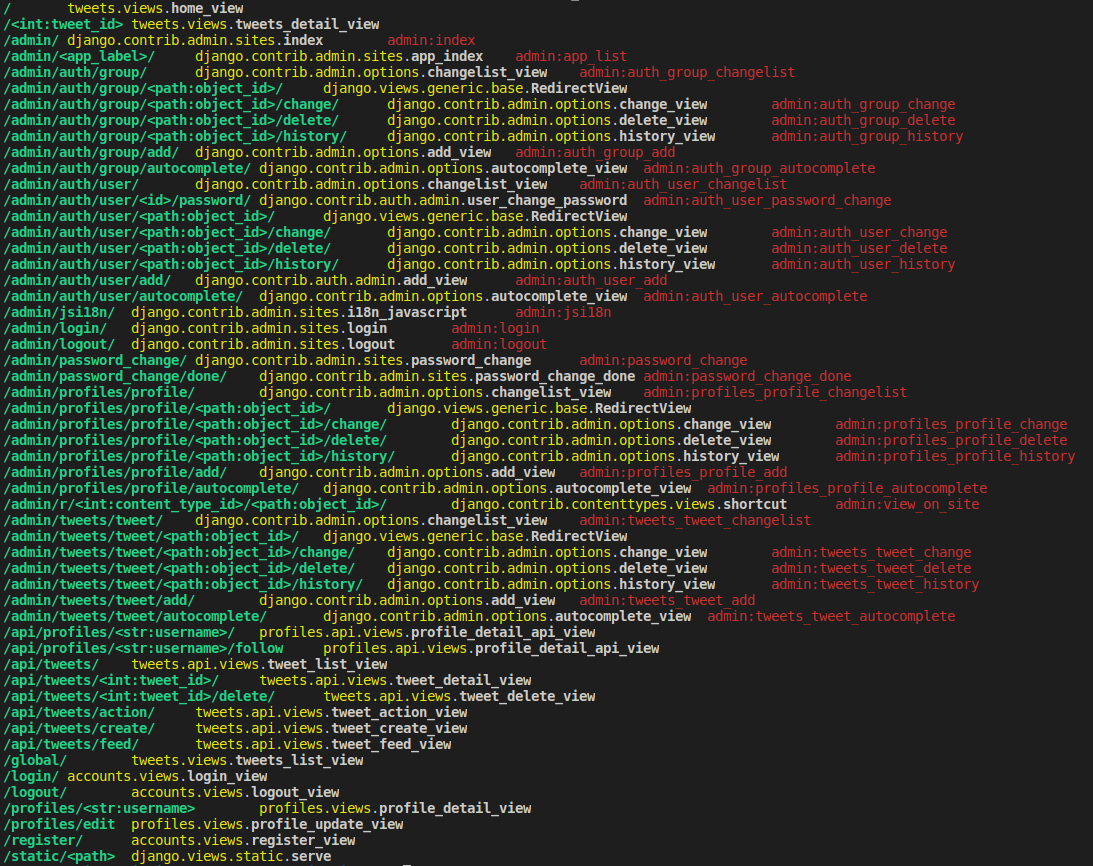 /	tweets.views.home_view
/<int:tweet_id>	tweets.views.tweets_detail_view
/admin/	django.contrib.admin.sites.index	admin:index
/admin/<app_label>/	django.contrib.admin.sites.app_index	admin:app_list
/admin/auth/group/	django.contrib.admin.options.changelist_view	admin:auth_group_changelist
/admin/auth/group/<path:object_id>/	django.views.generic.base.RedirectView
/admin/auth/group/<path:object_id>/change/	django.contrib.admin.options.change_view	admin:auth_group_change
/admin/auth/group/<path:object_id>/delete/	django.contrib.admin.options.delete_view	admin:auth_group_delete
/admin/auth/group/<path:object_id>/history/	django.contrib.admin.options.history_view	admin:auth_group_history
/admin/auth/group/add/	django.contrib.admin.options.add_view	admin:auth_group_add
/admin/auth/group/autocomplete/	django.contrib.admin.options.autocomplete_view	admin:auth_group_autocomplete
/admin/auth/user/	django.contrib.admin.options.changelist_view	admin:auth_user_changelist
/admin/auth/user/<id>/password/	django.contrib.auth.admin.user_change_password	admin:auth_user_password_change
/admin/auth/user/<path:object_id>/	django.views.generic.base.RedirectView
/admin/auth/user/<path:object_id>/change/	django.contrib.admin.options.change_view	admin:auth_user_change
/admin/auth/user/<path:object_id>/delete/	django.contrib.admin.options.delete_view	admin:auth_user_delete
/admin/auth/user/<path:object_id>/history/	django.contrib.admin.options.history_view	admin:auth_user_history
/admin/auth/user/add/	django.contrib.auth.admin.add_view	admin:auth_user_add
/admin/auth/user/autocomplete/	django.contrib.admin.options.autocomplete_view	admin:auth_user_autocomplete
/admin/jsi18n/	django.contrib.admin.sites.i18n_javascript	admin:jsi18n
/admin/login/	django.contrib.admin.sites.login	admin:login
/admin/logout/	django.contrib.admin.sites.logout	admin:logout
/admin/password_change/	django.contrib.admin.sites.password_change	admin:password_change
/admin/password_change/done/	django.contrib.admin.sites.password_change_done	admin:password_change_done
/admin/profiles/profile/	django.contrib.admin.options.changelist_view	admin:profiles_profile_changelist
/admin/profiles/profile/<path:object_id>/	django.views.generic.base.RedirectView
/admin/profiles/profile/<path:object_id>/change/	django.contrib.admin.options.change_view	admin:profiles_profile_change
/admin/profiles/profile/<path:object_id>/delete/	django.contrib.admin.options.delete_view	admin:profiles_profile_delete
/admin/profiles/profile/<path:object_id>/history/	django.contrib.admin.options.history_view	admin:profiles_profile_history
/admin/profiles/profile/add/	django.contrib.admin.options.add_view	admin:profiles_profile_add
/admin/profiles/profile/autocomplete/	django.contrib.admin.options.autocomplete_view	admin:profiles_profile_autocomplete
/admin/r/<int:content_type_id>/<path:object_id>/	django.contrib.contenttypes.views.shortcut	admin:view_on_site
/admin/tweets/tweet/	django.contrib.admin.options.changelist_view	admin:tweets_tweet_changelist
/admin/tweets/tweet/<path:object_id>/	django.views.generic.base.RedirectView
/admin/tweets/tweet/<path:object_id>/change/	django.contrib.admin.options.change_view	admin:tweets_tweet_change
/admin/tweets/tweet/<path:object_id>/delete/	django.contrib.admin.options.delete_view	admin:tweets_tweet_delete
/admin/tweets/tweet/<path:object_id>/history/	django.contrib.admin.options.history_view	admin:tweets_tweet_history
/admin/tweets/tweet/add/	django.contrib.admin.options.add_view	admin:tweets_tweet_add
/admin/tweets/tweet/autocomplete/	django.contrib.admin.options.autocomplete_view	admin:tweets_tweet_autocomplete
/api/profiles/<str:username>/	profiles.api.views.profile_detail_api_view
/api/profiles/<str:username>/follow	profiles.api.views.profile_detail_api_view
/api/tweets/	tweets.api.views.tweet_list_view
/api/tweets/<int:tweet_id>/	tweets.api.views.tweet_detail_view
/api/tweets/<int:tweet_id>/delete/	tweets.api.views.tweet_delete_view
/api/tweets/action/	tweets.api.views.tweet_action_view
/api/tweets/create/	tweets.api.views.tweet_create_view
/api/tweets/feed/	tweets.api.views.tweet_feed_view
/global/	tweets.views.tweets_list_view
/login/	accounts.views.login_view
/logout/	accounts.views.logout_view
/profiles/<str:username>	profiles.views.profile_detail_view
/profiles/edit	profiles.views.profile_update_view
/register/	accounts.views.register_view
/static/<path>	django.views.static.serve